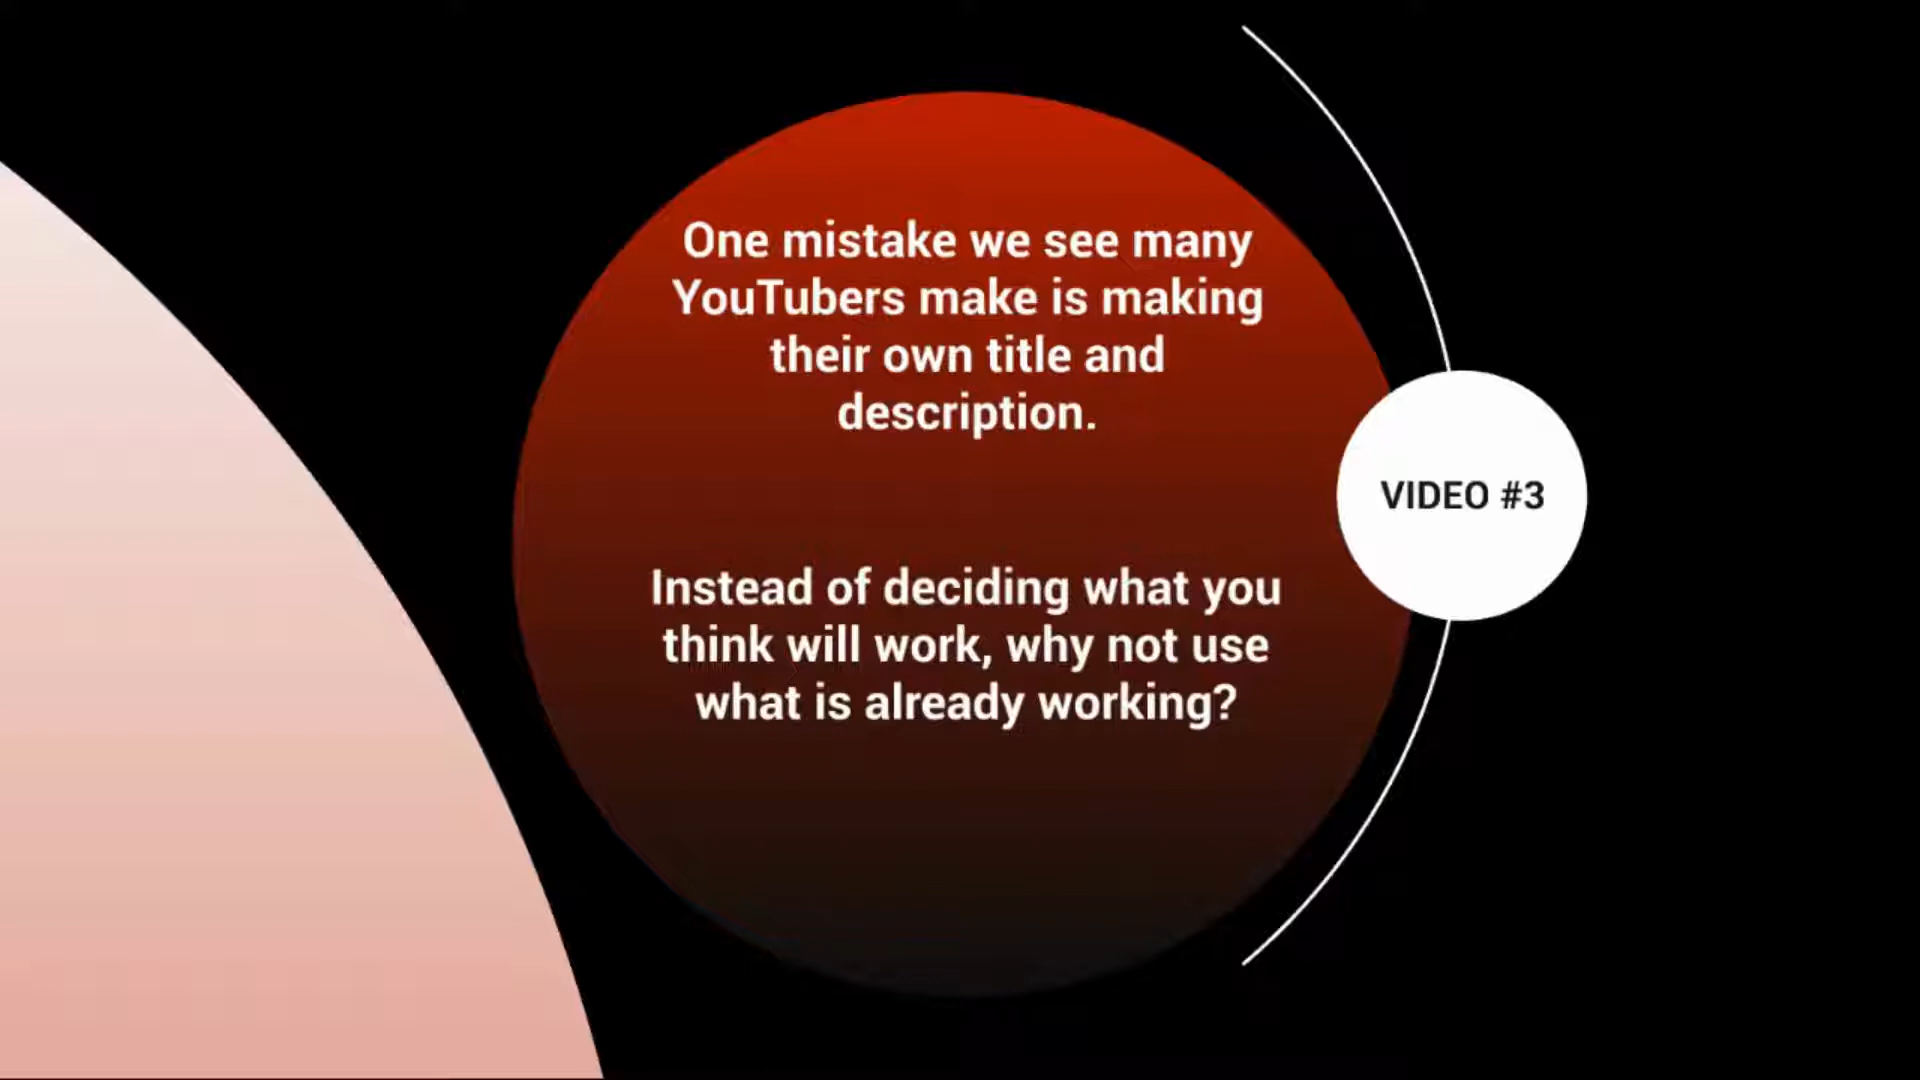 One mistake we see many
YouTubers make is making
their own title and
description.
Instead of deciding what you
think will work, why not use
what is already working?
VIDEO #3